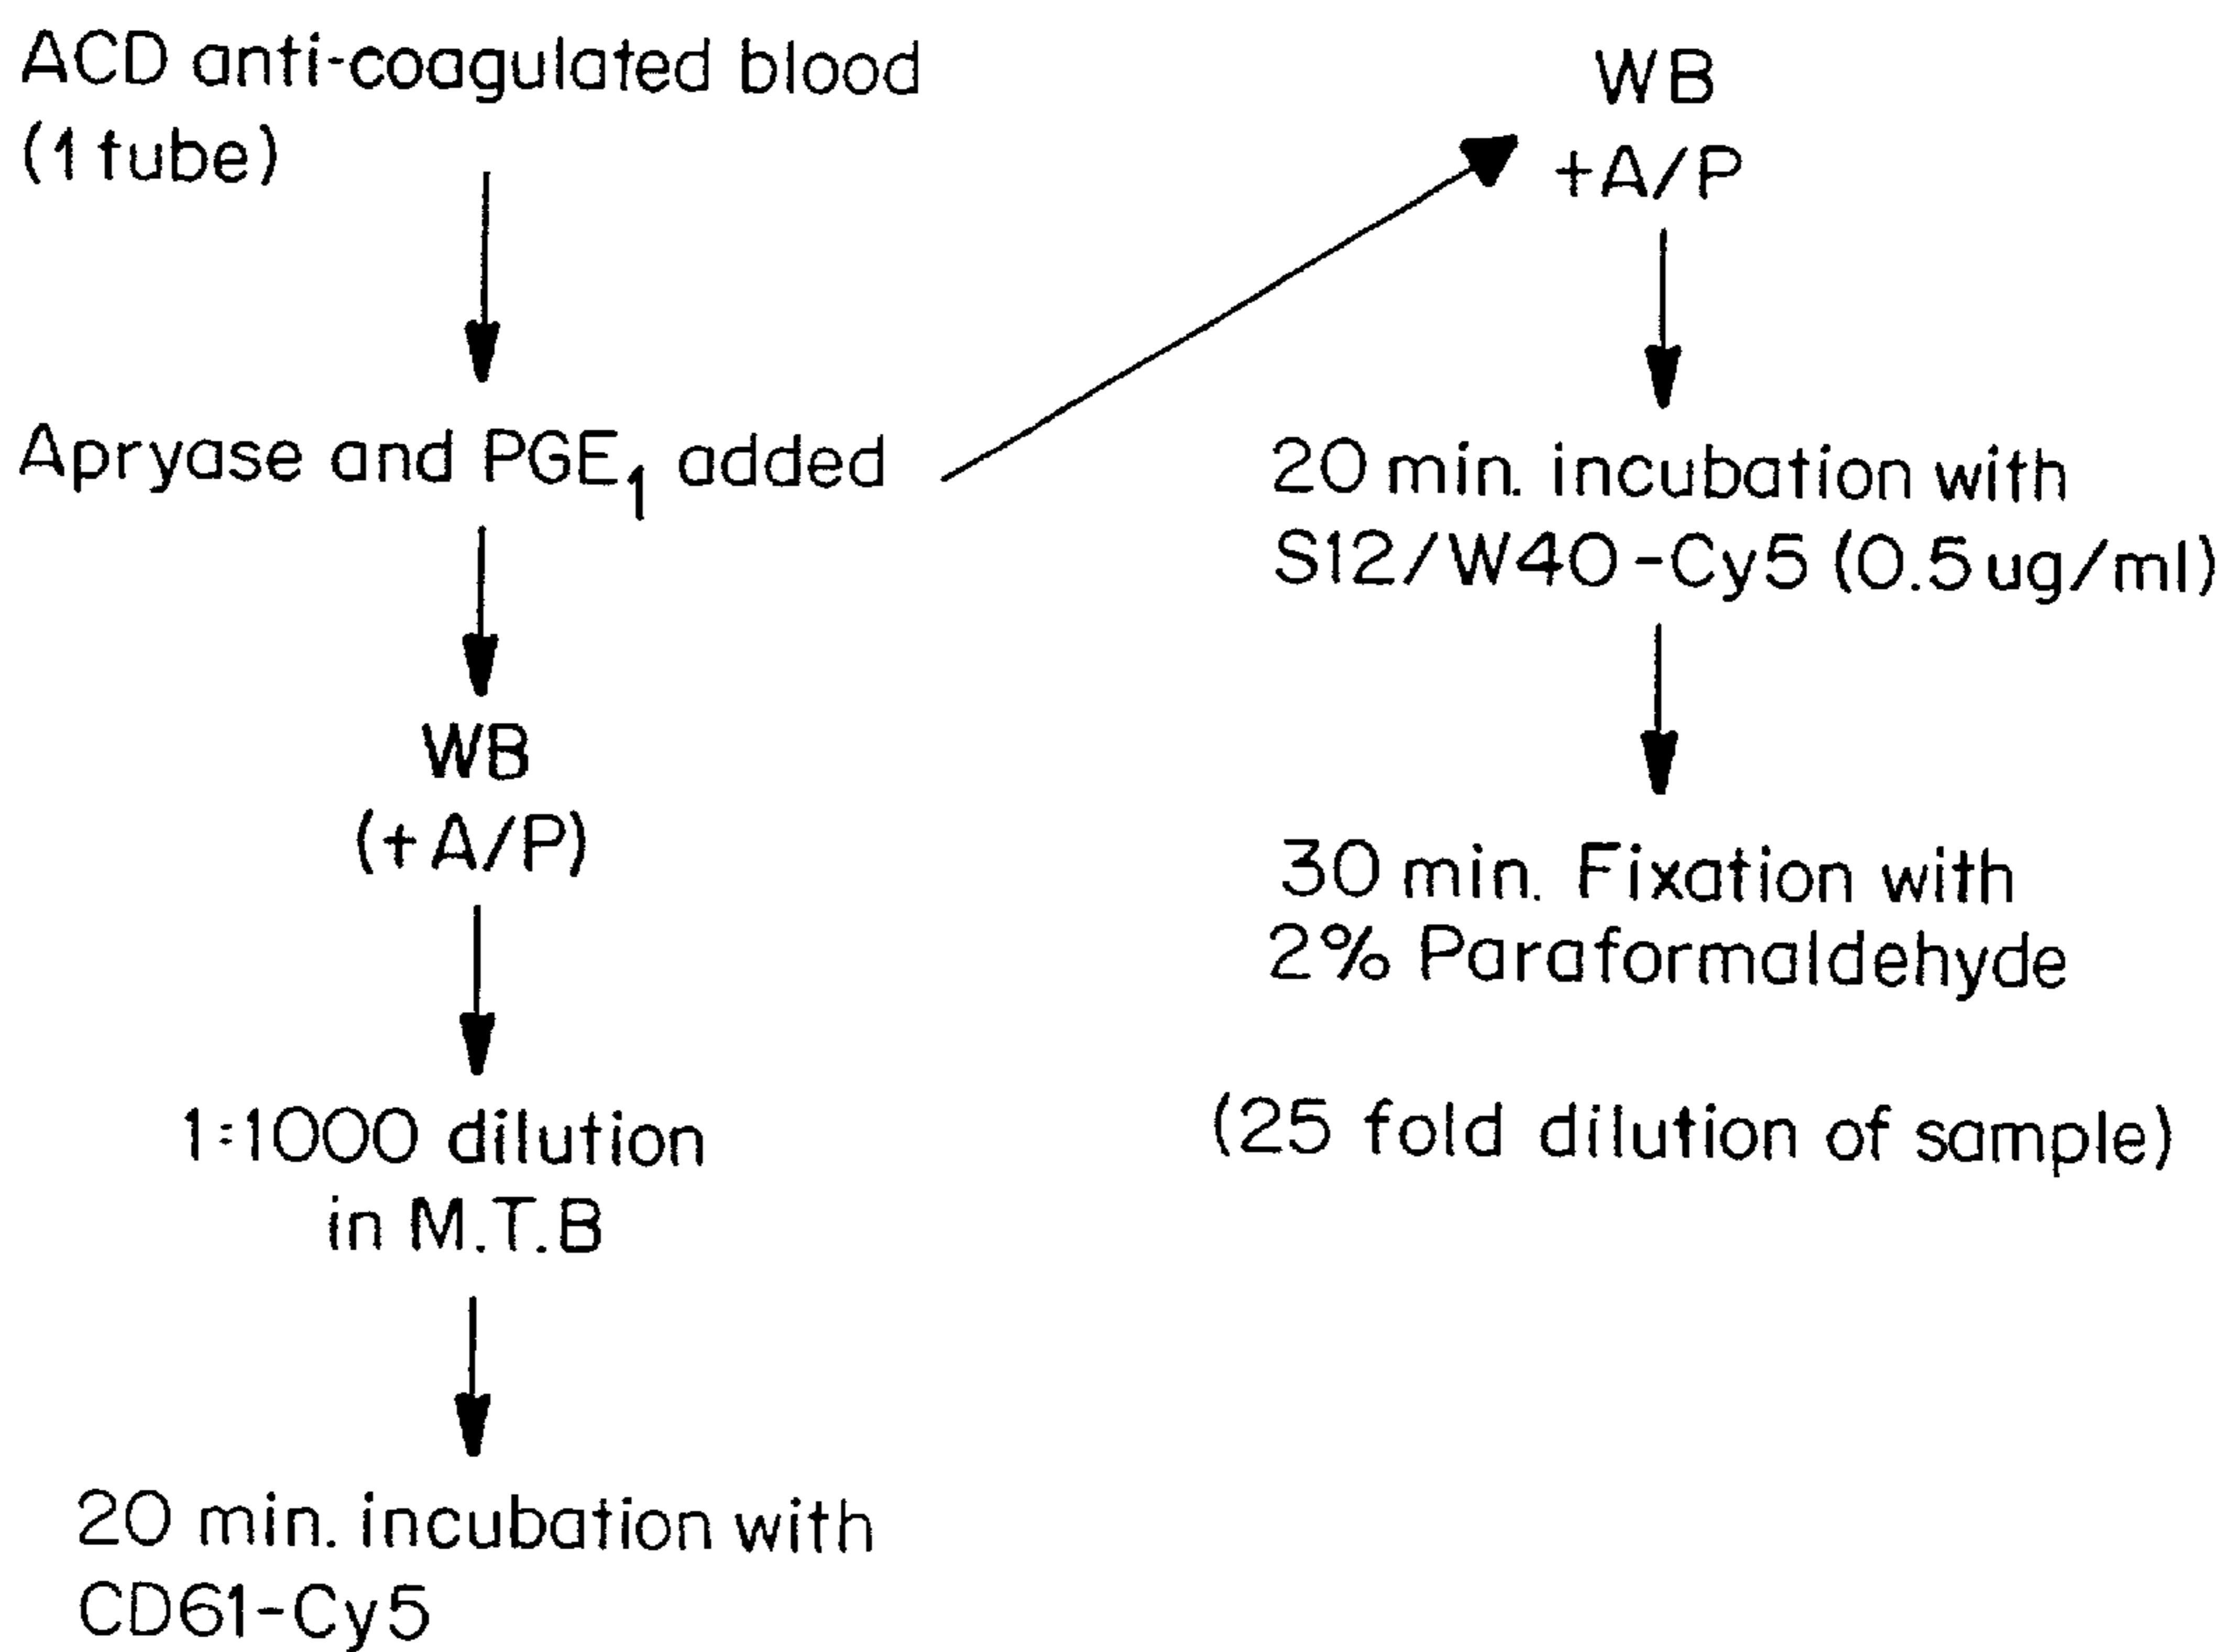 ACD anti-coagulated blood
(1 tube)
Apryase and PGE1 added
WB
(+A/P)
1:1000 dilution
in M.T.B
20 min. incubation with
CD61-Cy5
WB
+A/P
20 min. incubation with
S12/W40-Cy5 (0.5ug/ml)
30 min. Fixation with
2% Paraformaldehyde
(25 fold dilution of sample)